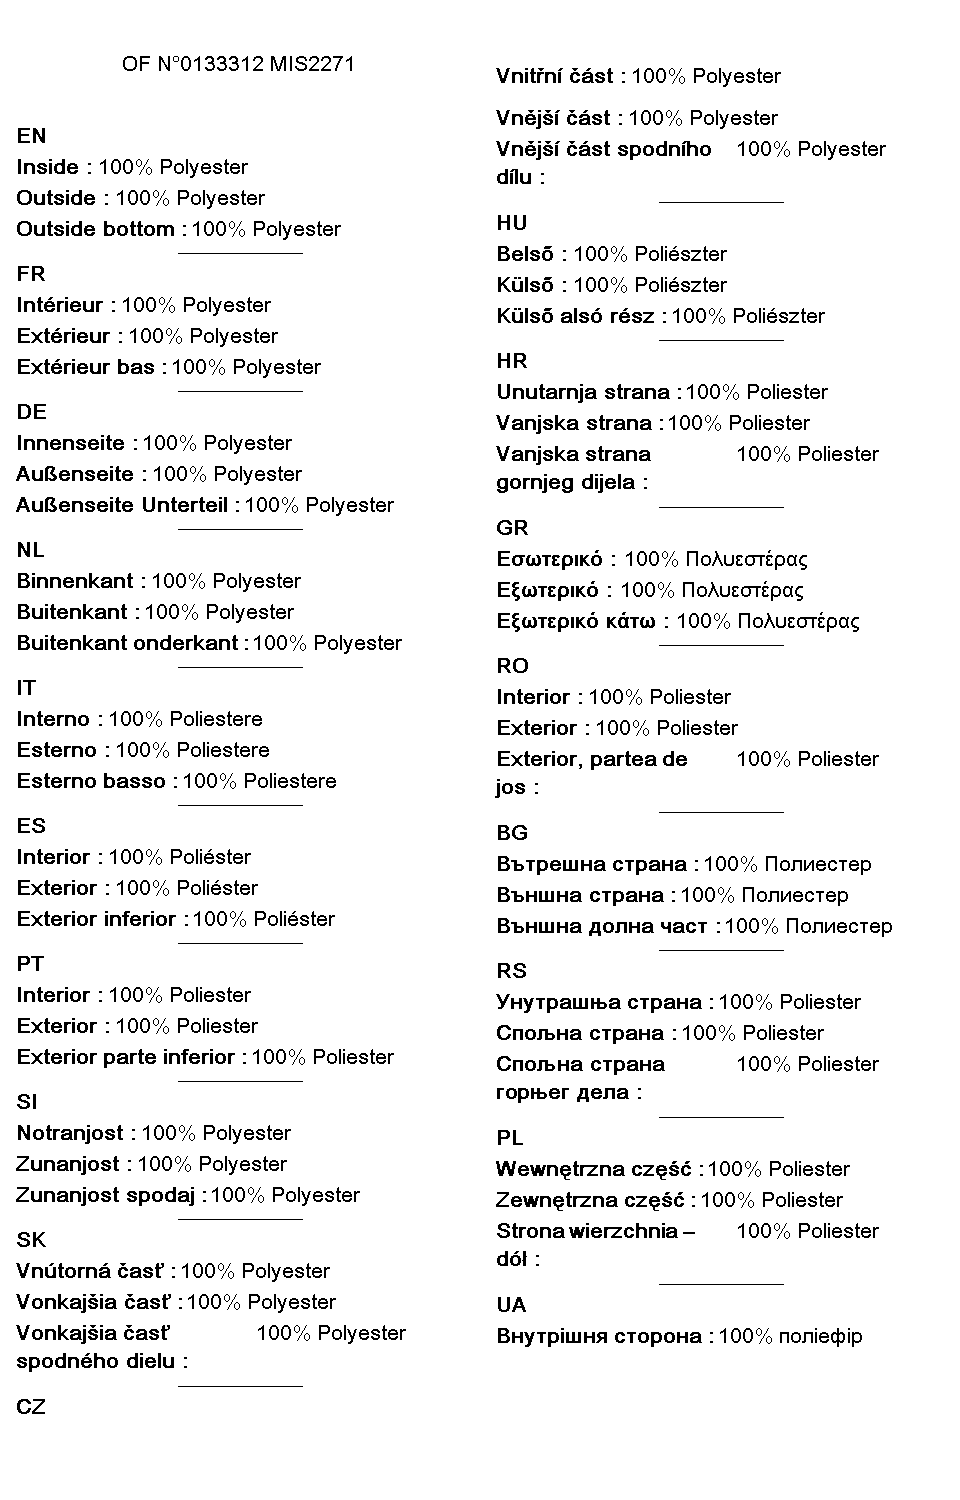 OF N°0133312 MIS2271
EN
Inside : 100% Polyester
Outside : 100% Polyester
Outside bottom : 100% Polyester
FR
Intérieur : 100% Polyester
Extérieur : 100% Polyester
Extérieur bas : 100% Polyester
DE
Innenseite : 100% Polyester
Außenseite : 100% Polyester
Außenseite Unterteil : 100% Polyester
NL
Binnenkant : 100% Polyester
Buitenkant : 100% Polyester
Buitenkant onderkant : 100% Polyester
IT
Interno : 100% Poliestere
Esterno : 100% Poliestere
Esterno basso : 100% Poliestere
ES
Interior : 100% Poliéster
Exterior : 100% Poliéster
Exterior inferior : 100% Poliéster
PT
Interior : 100% Poliester
Exterior : 100% Poliester
Exterior parte inferior : 100% Poliester
SI
Notranjost : 100% Polyester
Zunanjost : 100% Polyester
Zunanjost spodaj : 100% Polyester
SK
Vnútorná časť : 100% Polyester
Vonkajšia časť : 100% Polyester
Vonkajšia časť 100% Polyester
spodného dielu :
CZ
Vnitřní část : 100% Polyester
Vnější část : 100% Polyester
Vnější část spodního 100% Polyester
dílu :
HU
Belső : 100% Poliészter
Külső : 100% Poliészter
Külső alsó rész : 100% Poliészter
HR
Unutarnja strana : 100% Poliester
Vanjska strana : 100% Poliester
Vanjska strana 100% Poliester
gornjeg dijela :
GR
Εσωτερικό : 100% Πολυεστέρας
Εξωτερικό : 100% Πολυεστέρας
Εξωτερικό κάτω : 100% Πολυεστέρας
RO
Interior : 100% Poliester
Exterior : 100% Poliester
Exterior, partea de 100% Poliester
jos :
BG
Вътрешна страна : 100% Полиестер
Външна страна : 100% Полиестер
Външна долна част : 100% Полиестер
RS
Унутрашња страна : 100% Poliester
Спољна страна : 100% Poliester
Спољна страна 100% Poliester
горњег дела :
PL
Wewnętrzna część : 100% Poliester
Zewnętrzna część : 100% Poliester
Strona wierzchnia – 100% Poliester
dół :
UA
Внутрішня сторона : 100% поліефір